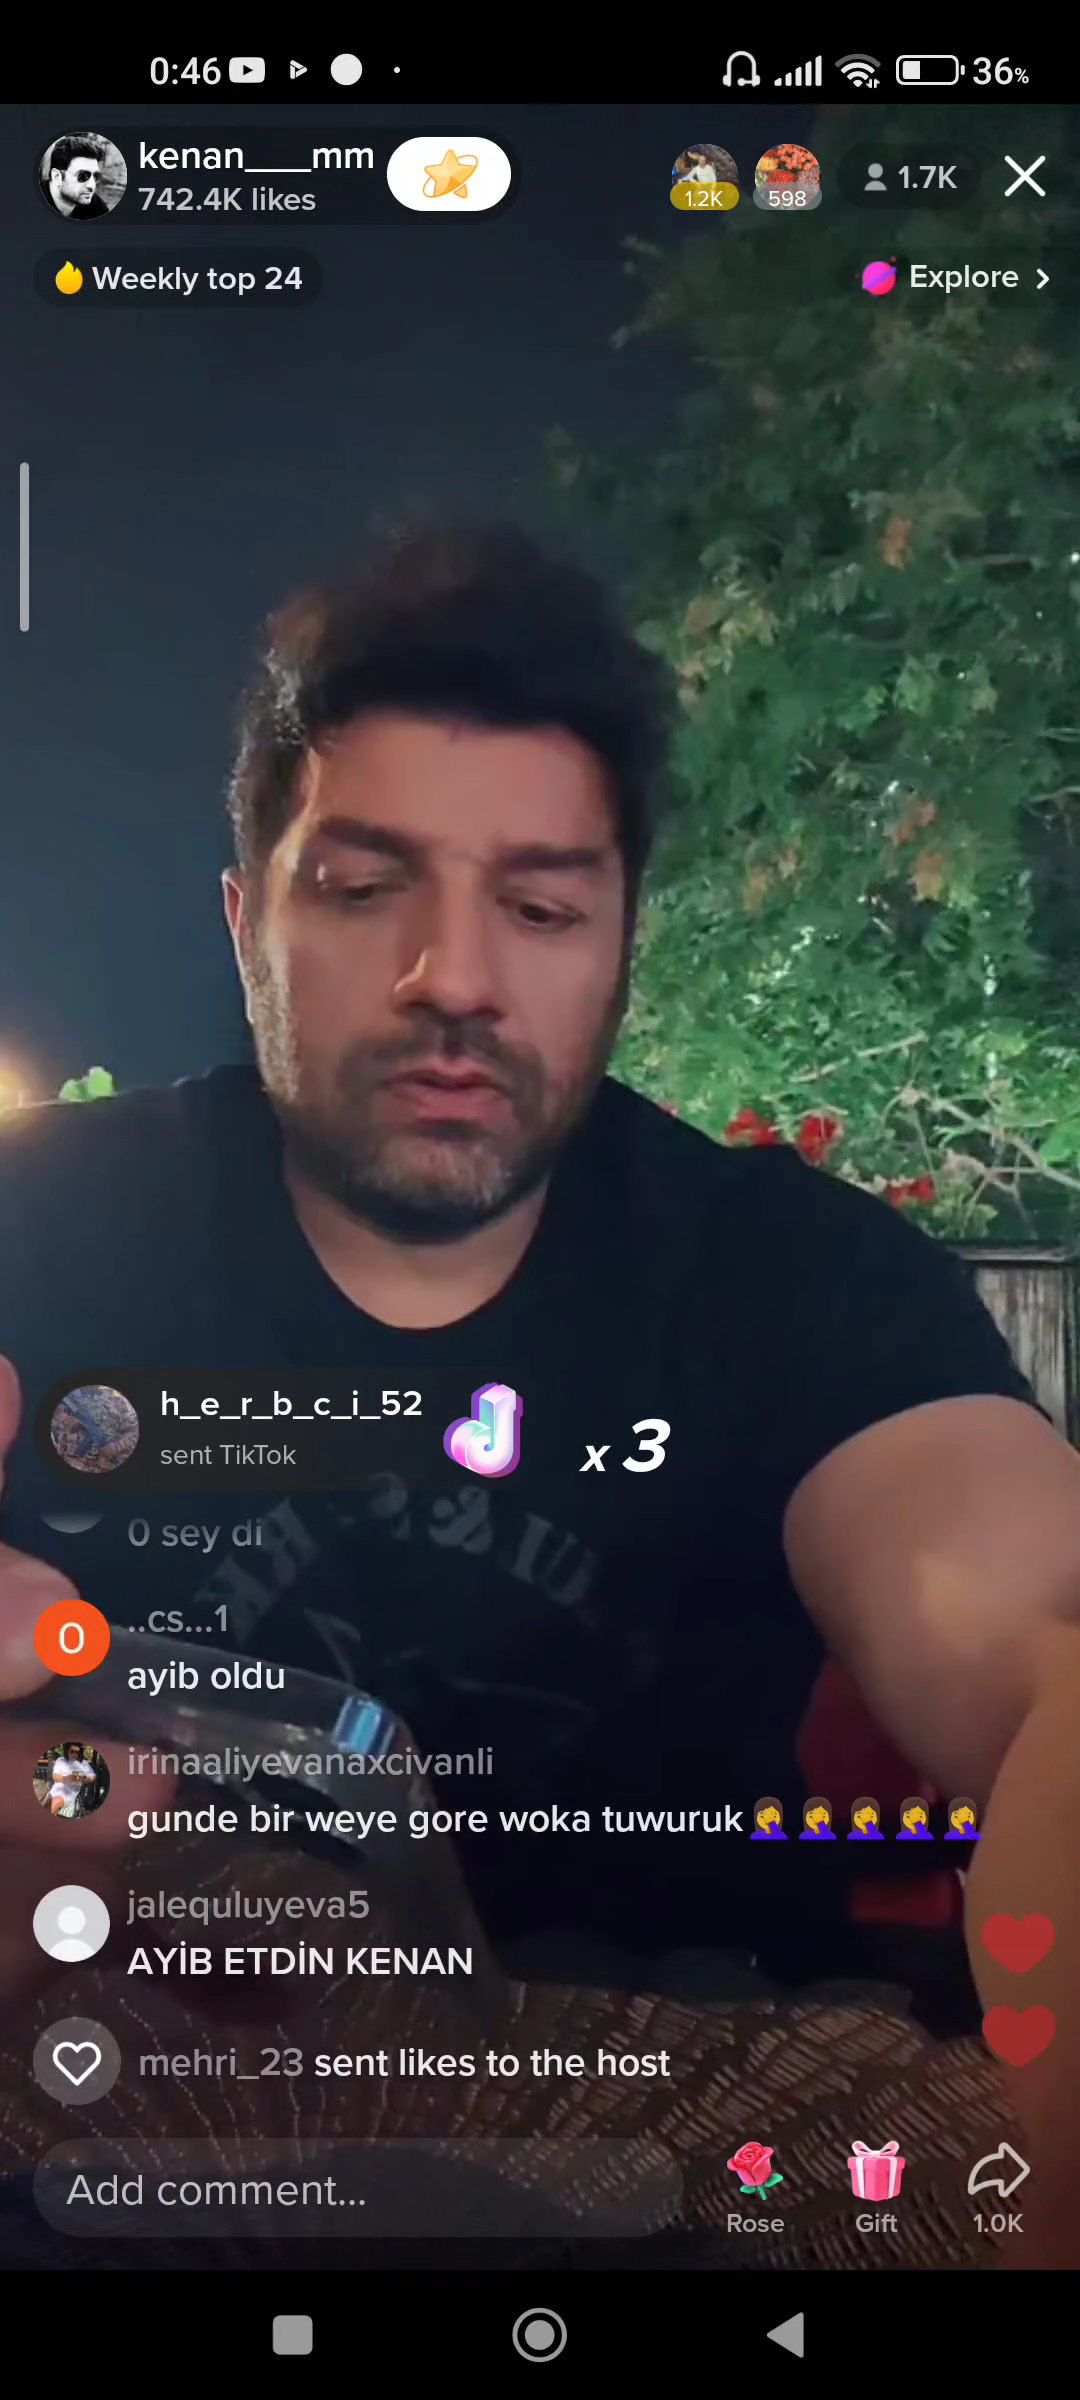 0:46
36%
kenan___mm
742.4K likes
1.2K
598
1.7K
Weekly top 24
Explore
h_e_r_b_c_i_52
sent TikTok
x 3
0 sey di
0
..cs...1
ayib oldu
irinaaliyevanaxcivanli
gunde bir weye gore woka tuwuruk🤦‍♀️🤦‍♀️🤦‍♀️🤦‍♀️🤦‍♀️
jalequluyeva5
AYİB ETDİN KENAN
mehri_23 sent likes to the host
Add comment...
Rose
Gift
1.0K